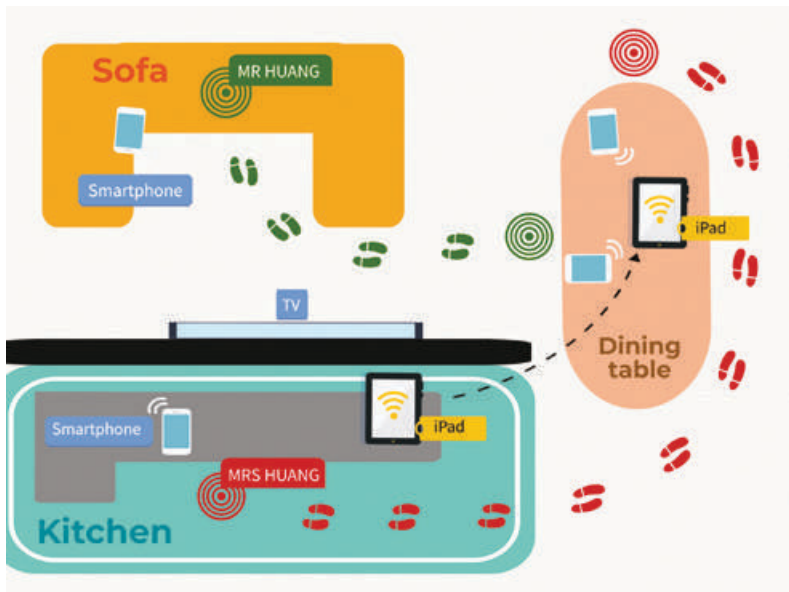 Sofa
MR HUANG
Smartphone
iPad
TV
Dining
table
Smartphone
iPad
MRS HUANG
Kitchen